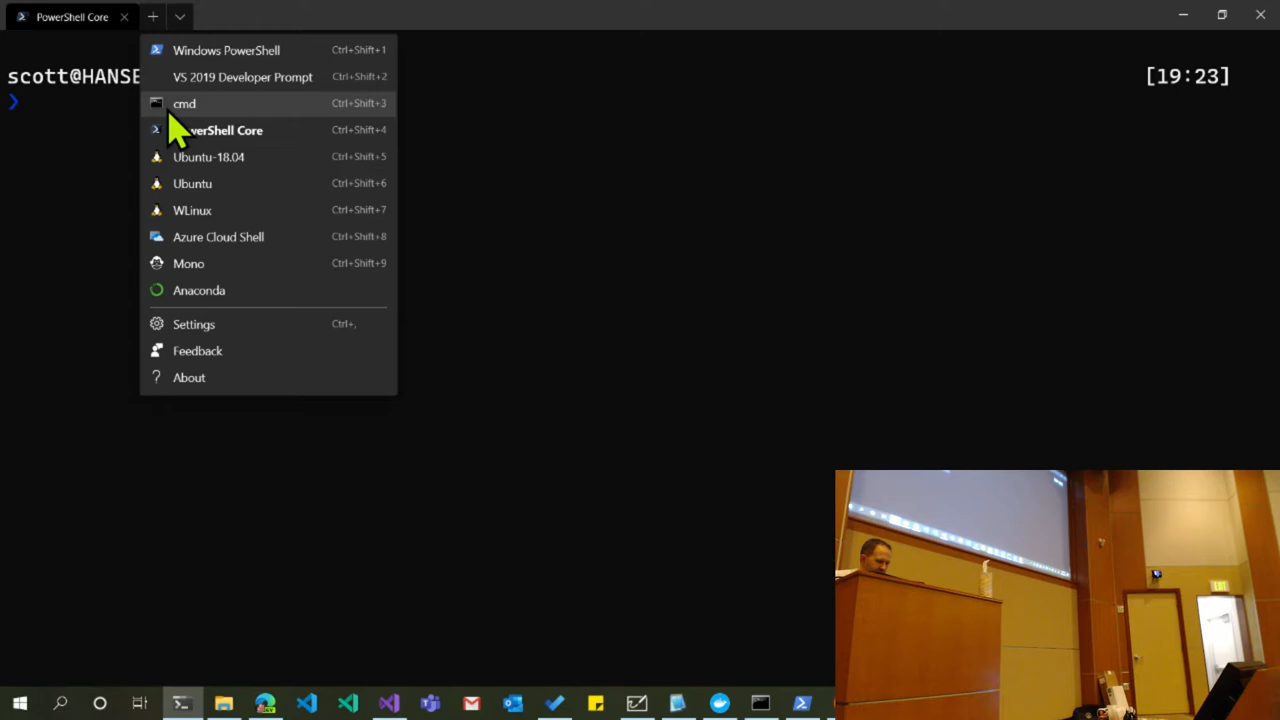 PowerShell Core
scott@HANSE
[19:23]
❯
Windows PowerShell Ctrl+Shift+1
VS 2019 Developer Prompt Ctrl+Shift+2
cmd Ctrl+Shift+3
werShell Core Ctrl+Shift+4
Ubuntu-18.04 Ctrl+Shift+5
Ubuntu Ctrl+Shift+6
WLinux Ctrl+Shift+7
Azure Cloud Shell Ctrl+Shift+8
Mono Ctrl+Shift+9
Anaconda
Settings Ctrl+,
Feedback
About